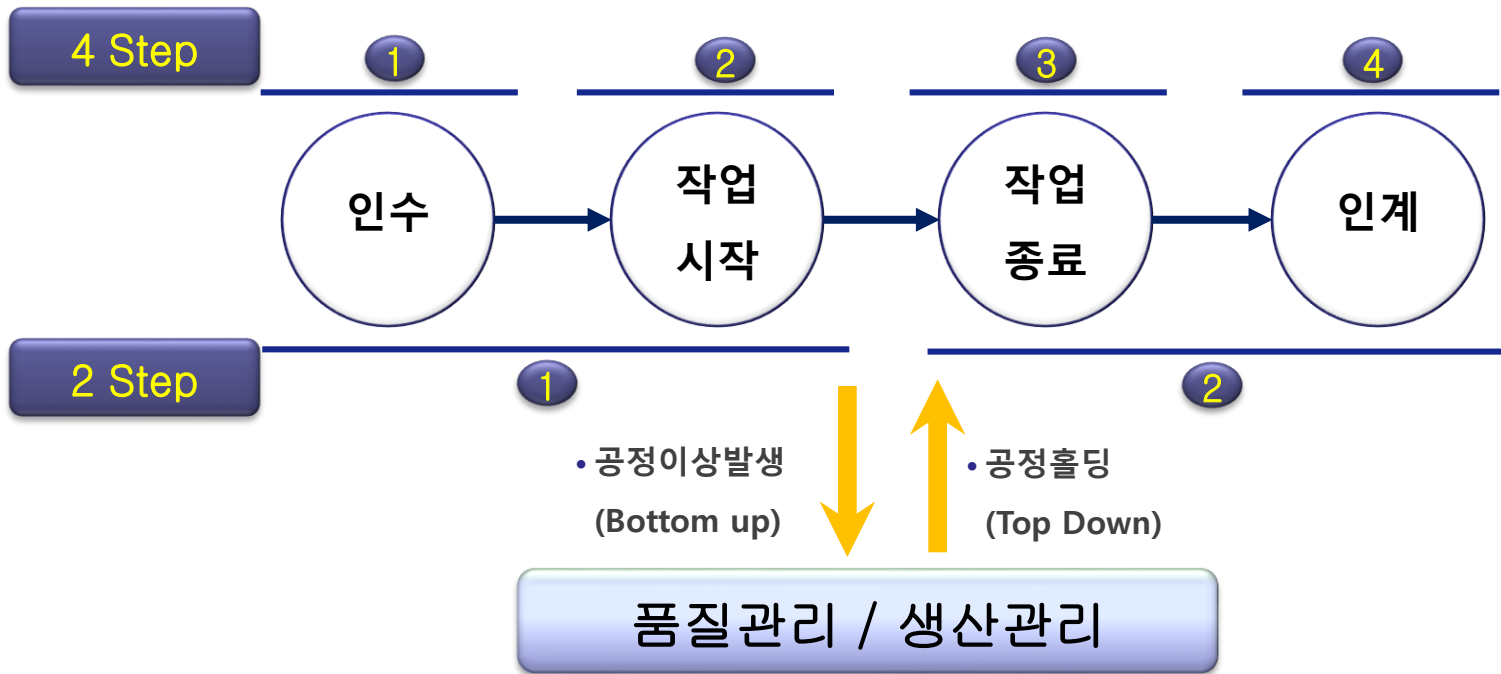 4 Step
1
2
3
4
인수
작업
시작
작업
종료
인계
2 Step
1
2
• 공정이상발생
(Bottom up)
• 공정홀딩
(Top Down)
품질관리 / 생산관리